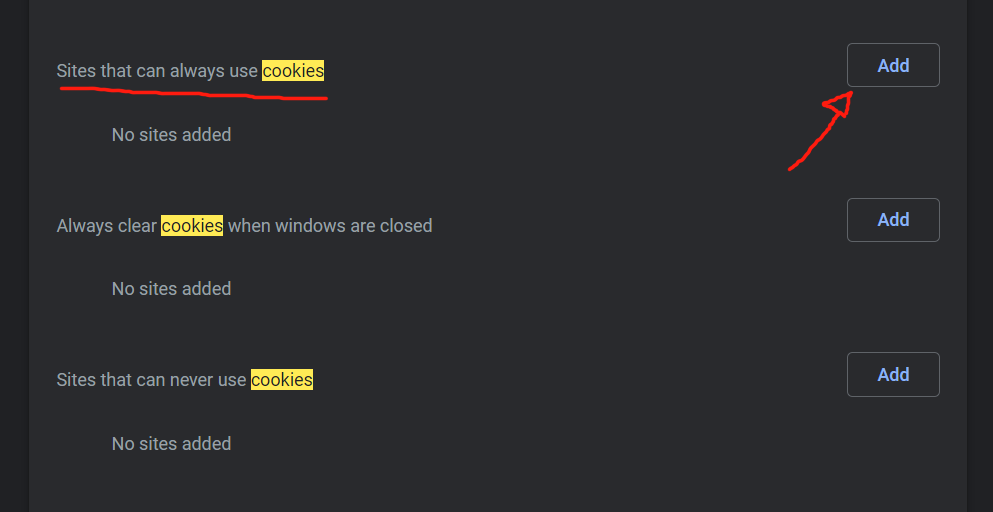 Sites that can always use cookies
Add
No sites added
Always clear cookies when windows are closed
Add
No sites added
Sites that can never use cookies
Add
No sites added